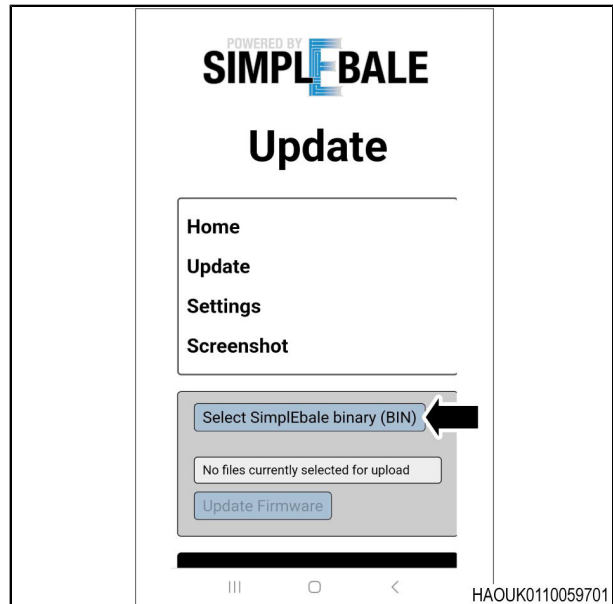 POWERED BY
SIMPLEBALE
Update
Home
Update
Settings
Screenshot
Select SimplEbale binary (BIN)
No files currently selected for upload
Update Firmware
HAOUK0110059701